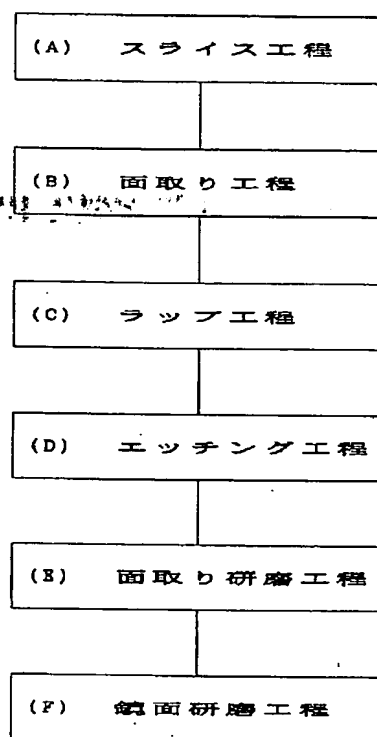 (A) スライス工程
(B) 面取り工程
(C) ラップ工程
(D) エッチング工程
(E) 面取り研磨工程
(F) 鏡面研磨工程